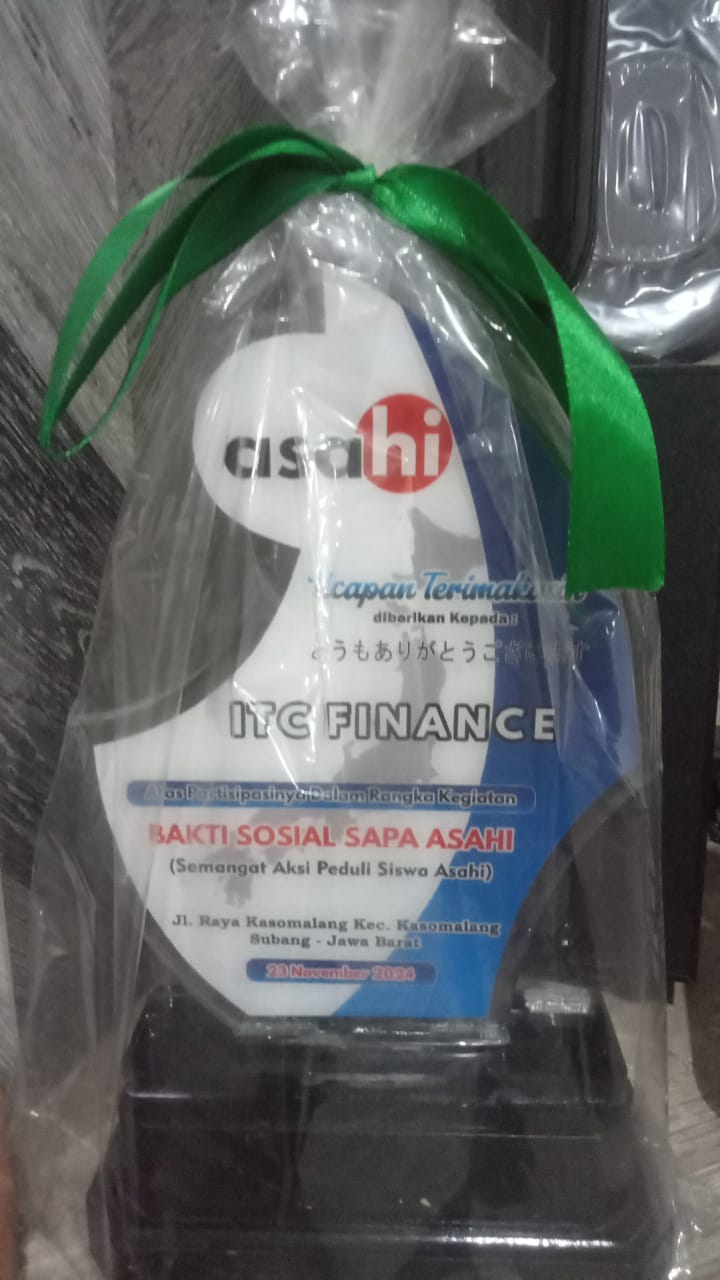 asahi
Ucapan Terimakasih
diberikan Kepada :
どうもありがとうございます
ITC FINANCE
Atas Partisipasinya Dalam Rangka Kegiatan
BAKTI SOSIAL SAPA ASAHI
(Semangat Aksi Peduli Siswa Asahi)
Jl. Raya Kasomalang Kec. Kasomalang
Subang - Jawa Barat
23 November 2024